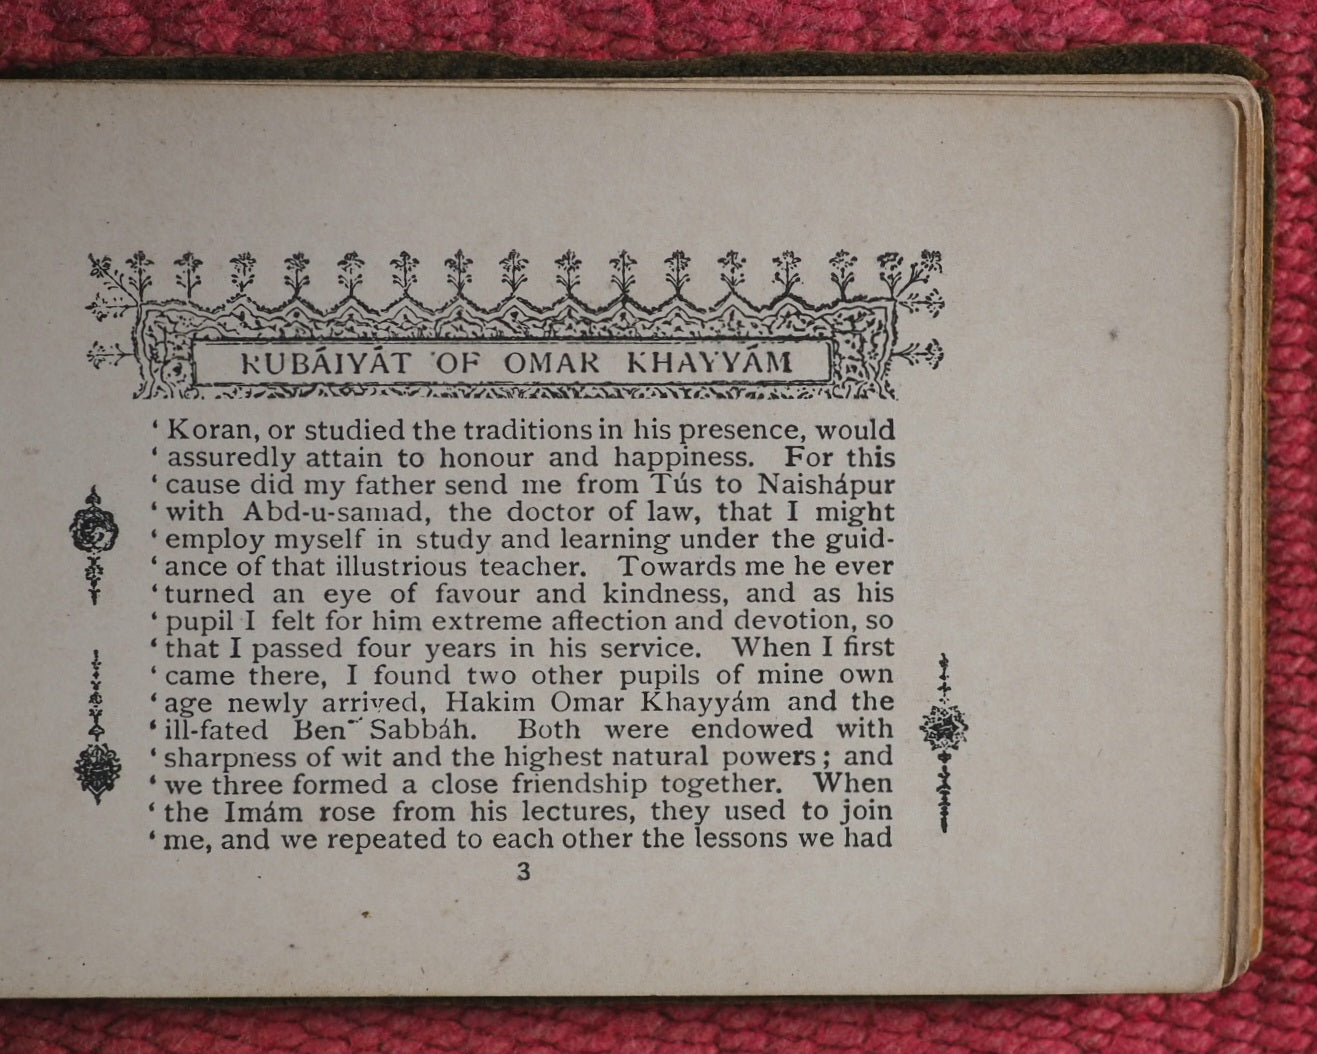 RUBÁIYÁT OF OMAR KHAYYÁM
‘ Koran, or studied the traditions in his presence, would
‘ assuredly attain to honour and happiness. For this
‘ cause did my father send me from Tús to Naishápur
‘ with Abd-u-samad, the doctor of law, that I might
‘ employ myself in study and learning under the guid-
‘ ance of that illustrious teacher. Towards me he ever
‘ turned an eye of favour and kindness, and as his
‘ pupil I felt for him extreme affection and devotion, so
‘ that I passed four years in his service. When I first
‘ came there, I found two other pupils of mine own
‘ age newly arrived, Hakim Omar Khayyám and the
‘ ill-fated Ben Sabbáh. Both were endowed with
‘ sharpness of wit and the highest natural powers; and
‘ we three formed a close friendship together. When
‘ the Imám rose from his lectures, they used to join
‘ me, and we repeated to each other the lessons we had
3